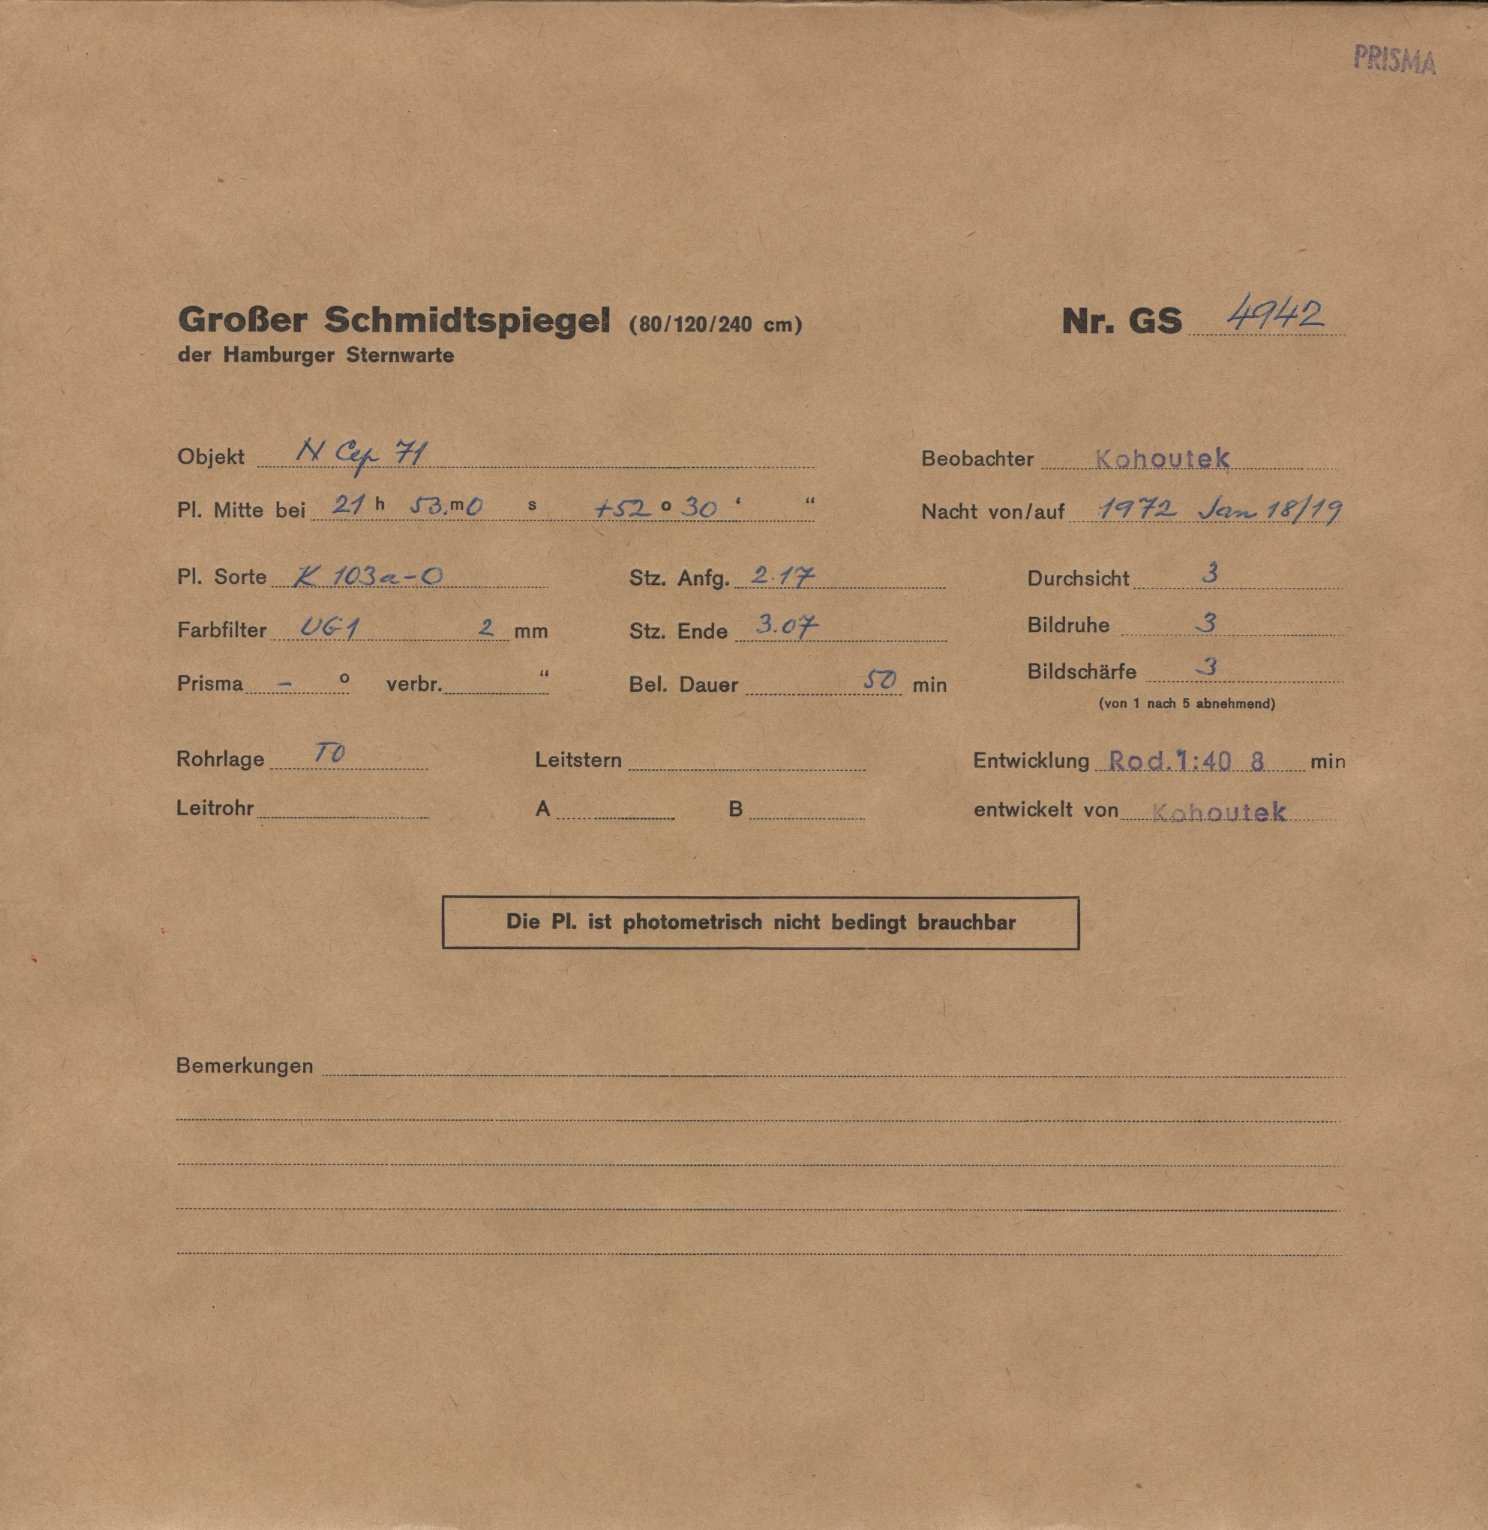 PRISMA
Großer Schmidtspiegel (80/120/240 cm) Nr. GS 4942
der Hamburger Sternwarte
Objekt N Cep 71 Beobachter Kohoutek
Pl. Mitte bei 21 h 53.m0 s +52 o 30 ‘ “ Nacht von/auf 1972 Jan 18/19
Pl. Sorte K 103a-O Stz. Anfg. 2.17 Durchsicht 3
Farbfilter UG1 2 mm Stz. Ende 3.07 Bildruhe 3
Prisma – o verbr. “ Bel. Dauer 50 min Bildschärfe 3
(von 1 nach 5 abnehmend)
Rohrlage TO Leitstern Entwicklung Rod.1:40 8 min
Leitrohr A B entwickelt von Kohoutek
Die Pl. ist photometrisch nicht bedingt brauchbar
Bemerkungen